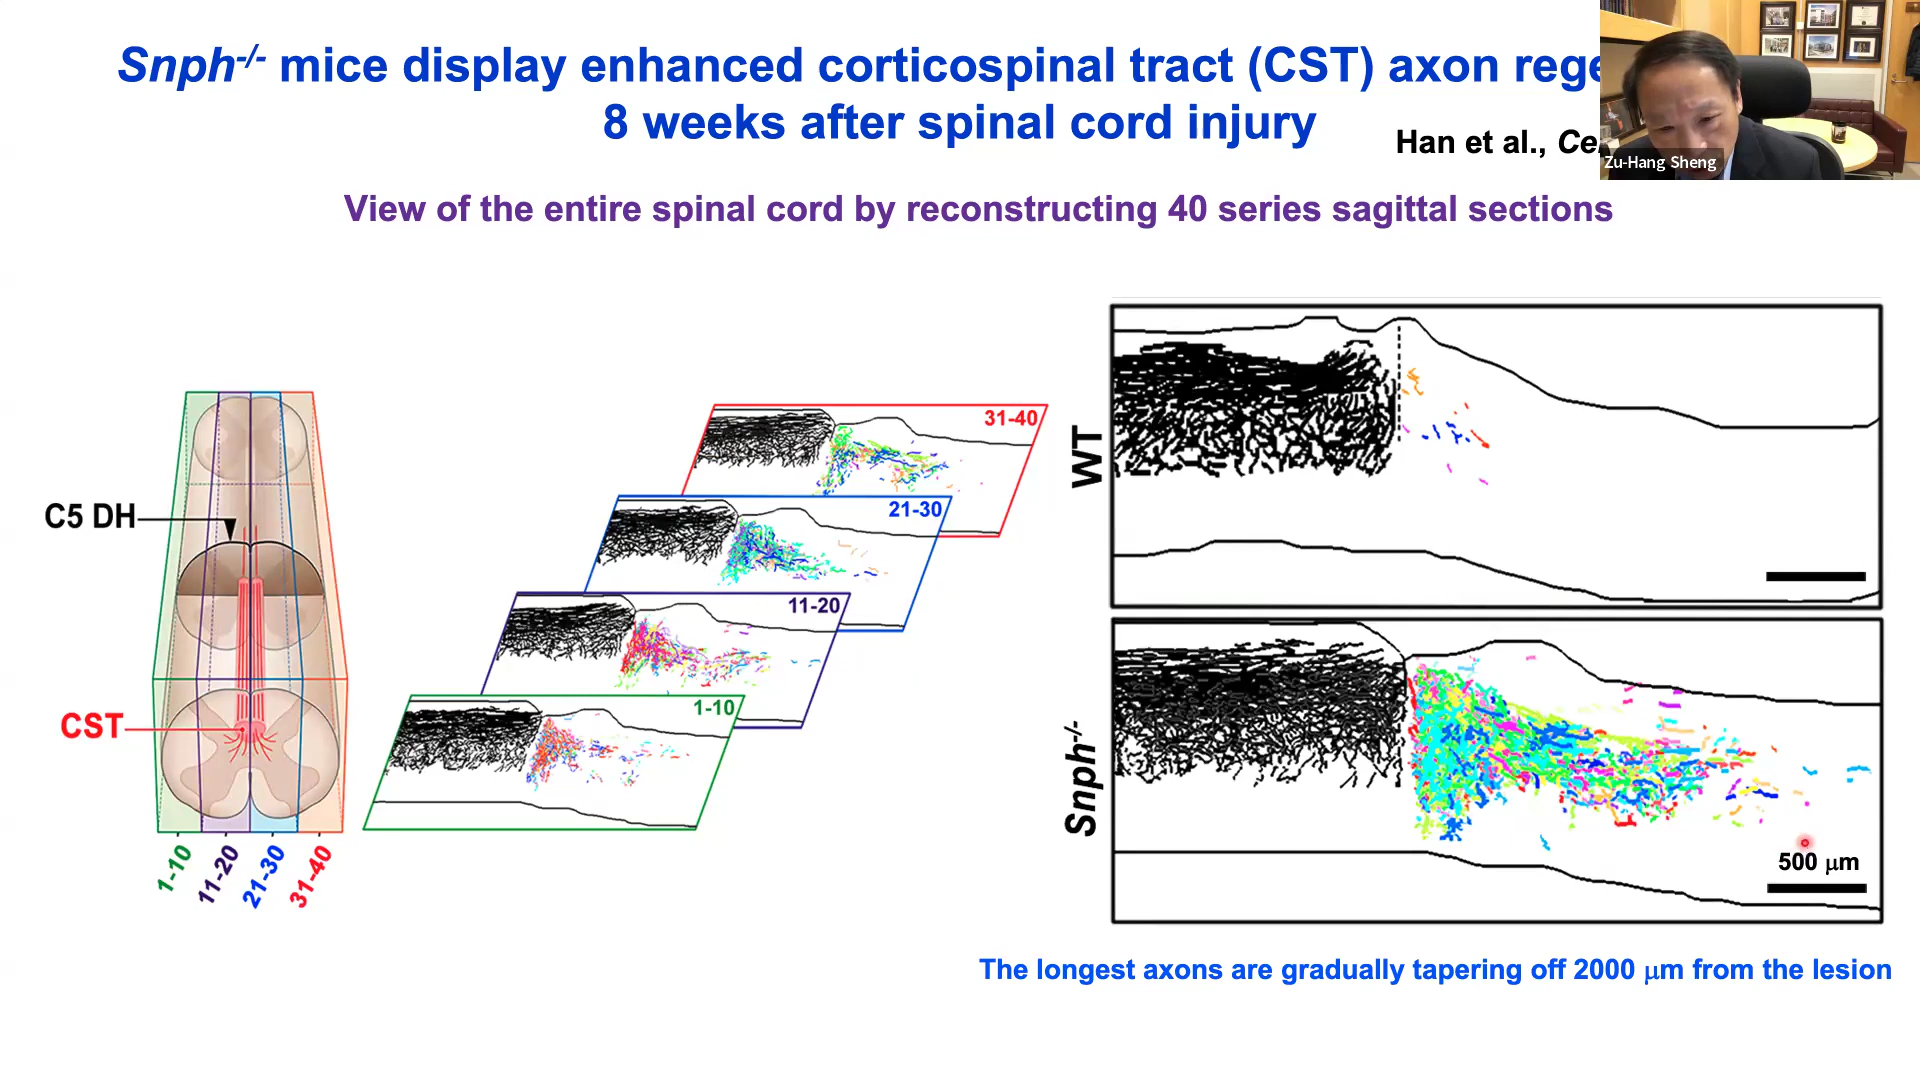 Snph-/- mice display enhanced corticospinal tract (CST) axon
8 weeks after spinal cord injury
Han et al.,
Zu-Hang Sheng
View of the entire spinal cord by reconstructing 40 series sagittal sections
C5 DH
CST
1-10
11-20
21-30
31-40
31-40
21-30
11-20
1-10
WT
Snph-/-
500 μm
The longest axons are gradually tapering off 2000 μm from the lesion